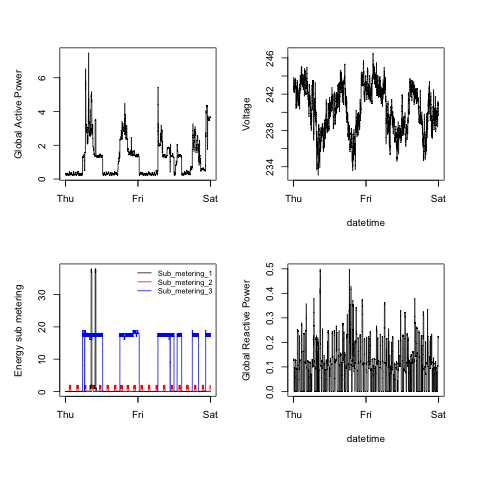 Global Active Power
6
4
2
0
Thu
Fri
Sat
Voltage
246
242
238
234
Thu
Fri
Sat
datetime
Energy sub metering
30
20
10
0
Sub_metering_1
Sub_metering_2
Sub_metering_3
Thu
Fri
Sat
Global Reactive Power
0.5
0.4
0.3
0.2
0.1
0.0
Thu
Fri
Sat
datetime